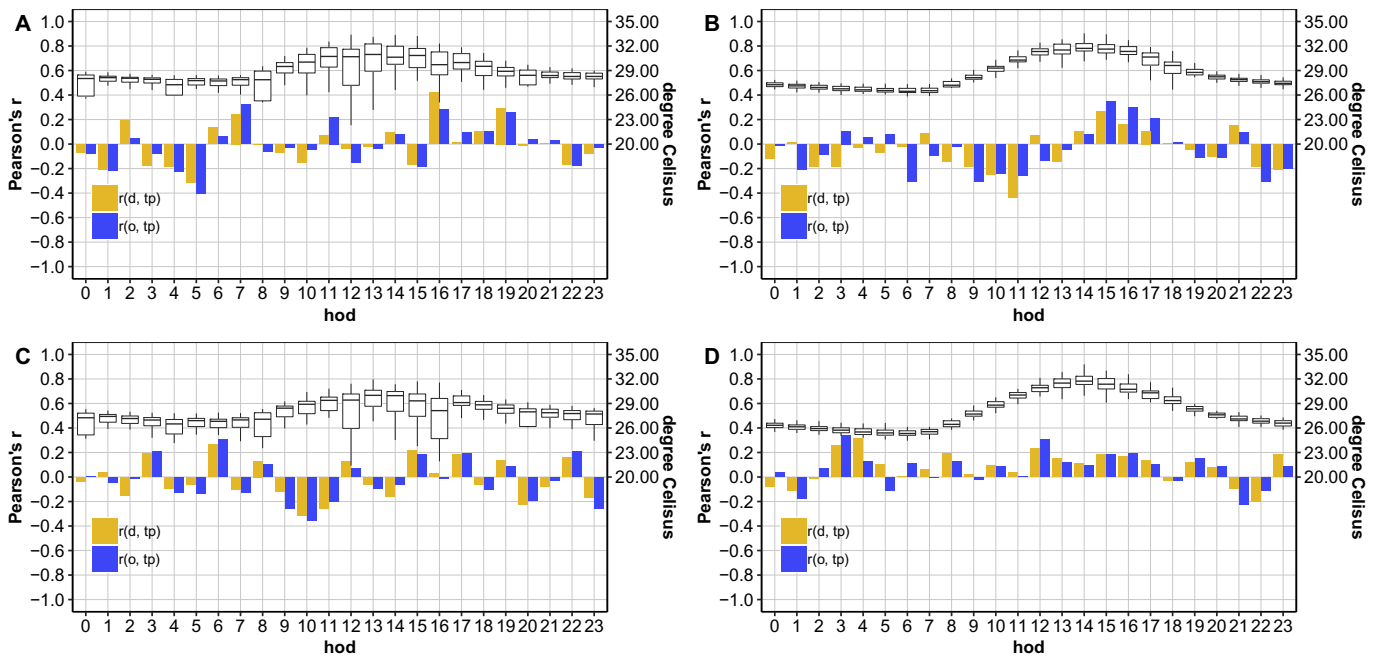 A
Pearson's r
1.0
0.8
0.6
0.4
0.2
0.0
−0.2
−0.4
−0.6
−0.8
−1.0
r(d, tp)
r(o, tp)
35.00
32.00
29.00
26.00
23.00
20.00
degree Celisus
0 1 2 3 4 5 6 7 8 9 10 11 12 13 14 15 16 17 18 19 20 21 22 23
hod
B
Pearson's r
1.0
0.8
0.6
0.4
0.2
0.0
−0.2
−0.4
−0.6
−0.8
−1.0
r(d, tp)
r(o, tp)
35.00
32.00
29.00
26.00
23.00
20.00
degree Celisus
0 1 2 3 4 5 6 7 8 9 10 11 12 13 14 15 16 17 18 19 20 21 22 23
hod
C
Pearson's r
1.0
0.8
0.6
0.4
0.2
0.0
−0.2
−0.4
−0.6
−0.8
−1.0
r(d, tp)
r(o, tp)
35.00
32.00
29.00
26.00
23.00
20.00
degree Celisus
0 1 2 3 4 5 6 7 8 9 10 11 12 13 14 15 16 17 18 19 20 21 22 23
hod
D
Pearson's r
1.0
0.8
0.6
0.4
0.2
0.0
−0.2
−0.4
−0.6
−0.8
−1.0
r(d, tp)
r(o, tp)
35.00
32.00
29.00
26.00
23.00
20.00
degree Celisus
0 1 2 3 4 5 6 7 8 9 10 11 12 13 14 15 16 17 18 19 20 21 22 23
hod